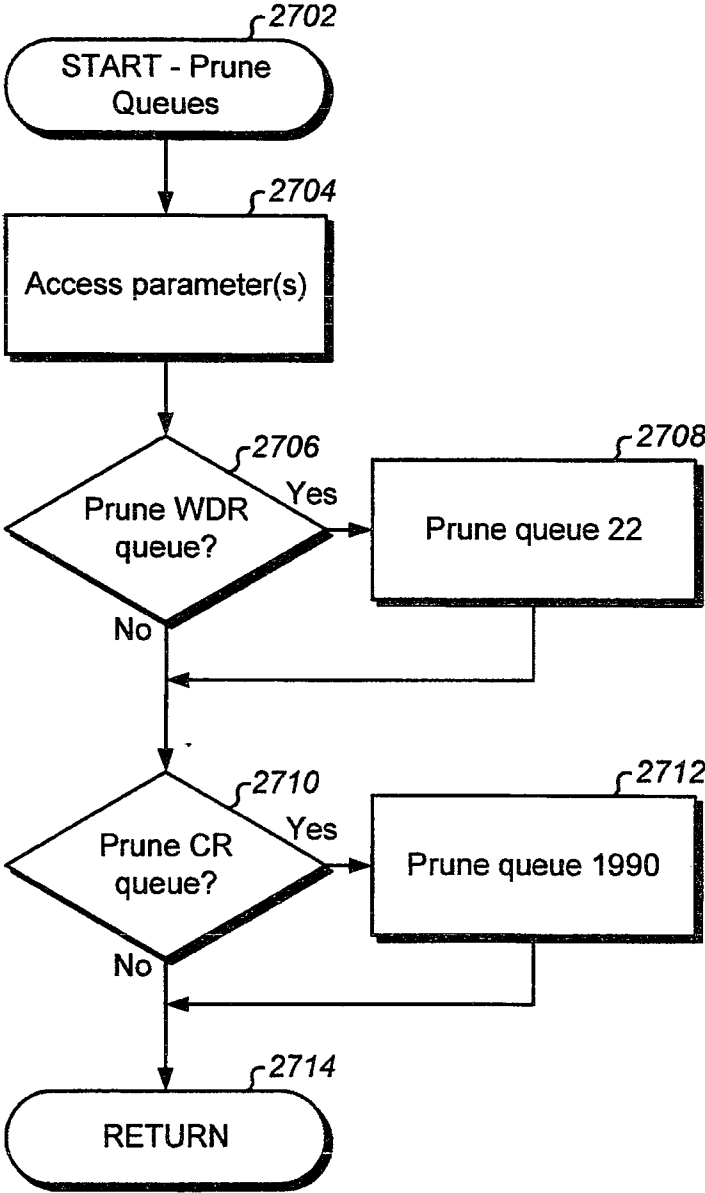 2702
START - Prune
Queues
2704
Access parameter(s)
2706
Prune WDR
queue?
Yes
No
2708
Prune queue 22
2710
Prune CR
queue?
Yes
No
2712
Prune queue 1990
2714
RETURN